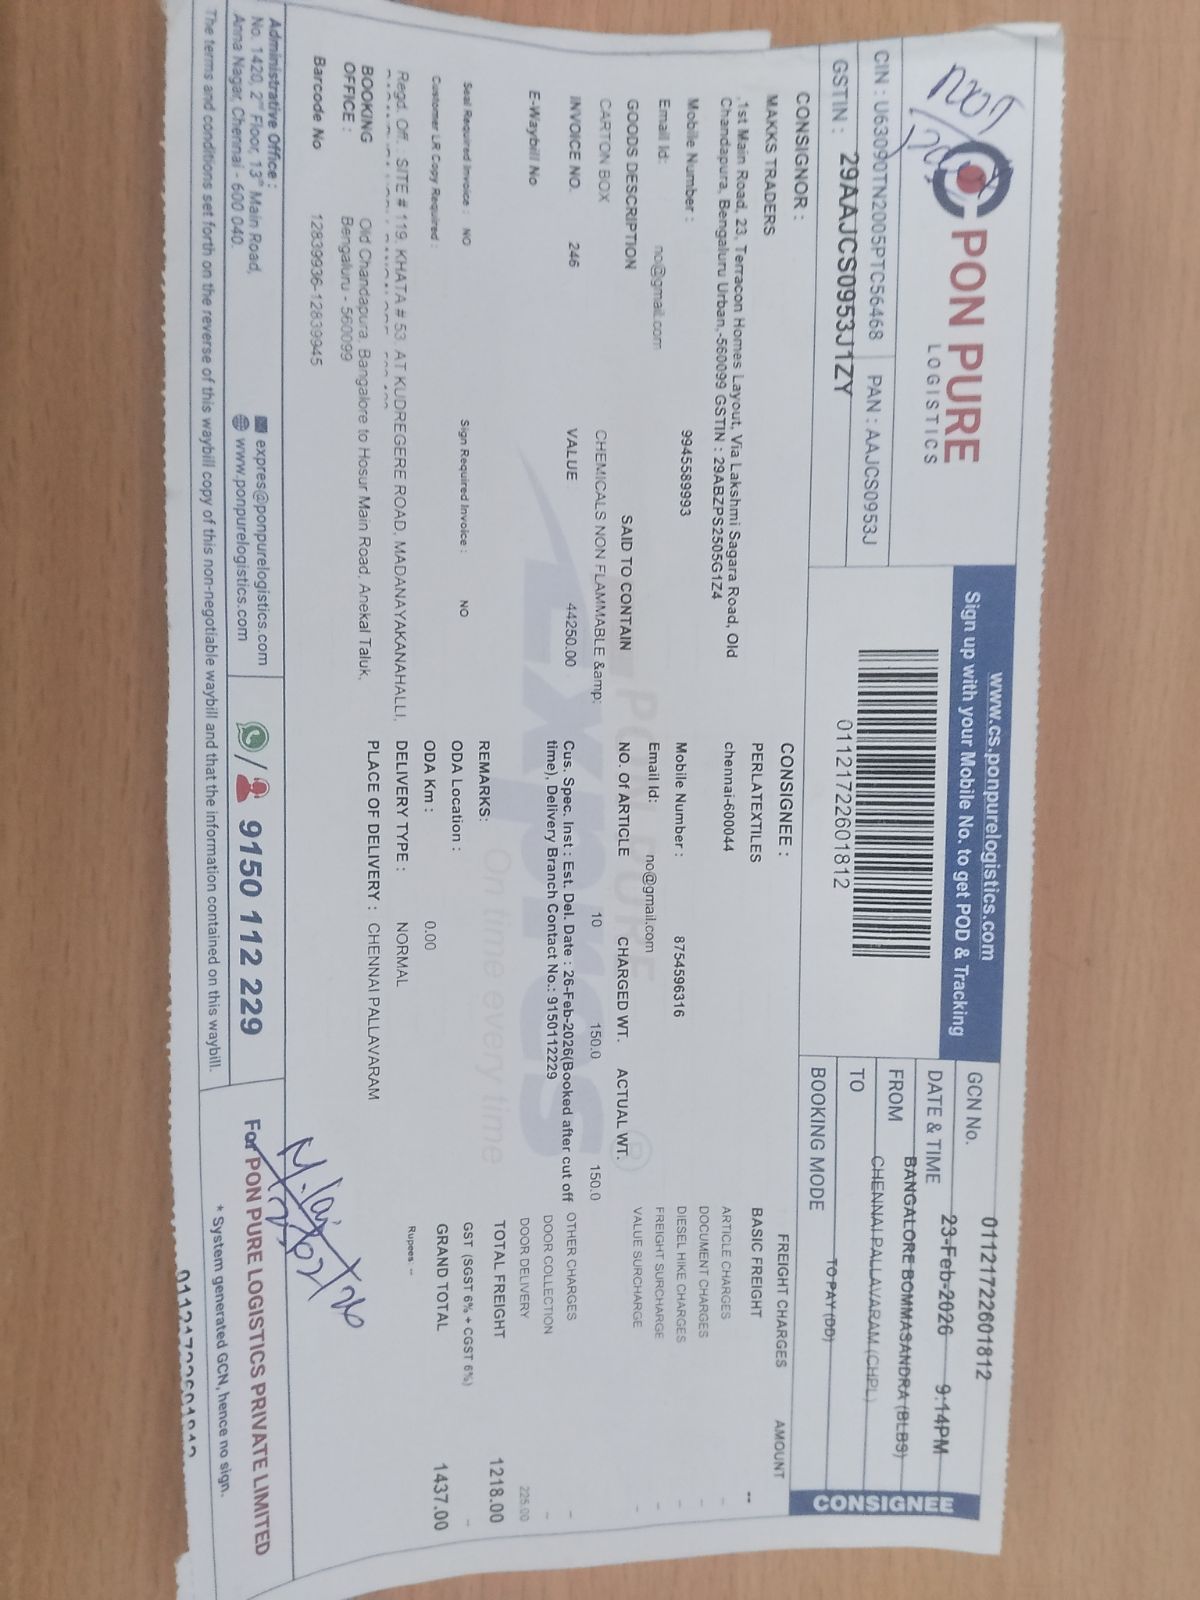 PON PURE
LOGISTICS
CIN : U63090TN2005PTC56468 PAN : AAJCS0953J
GSTIN : 29AAJCS0953J1ZY
www.cs.ponpurelogistics.com
Sign up with your Mobile No. to get POD & Tracking
01121722601812
GCN No. 01121722601812
DATE & TIME 23-Feb-2026 9:14PM
FROM BANGALORE BOMMASANDRA (BLBS)
TO CHENNAI PALLAVARAM (CHPL)
BOOKING MODE TO PAY (DD)
CONSIGNEE
CONSIGNOR :
MAKKS TRADERS
,1st Main Road, 23, Terracon Homes Layout, Via Lakshmi Sagara Road, Old
Chandapura, Bengaluru Urban,-560099 GSTIN : 29ABZPS2505G1Z4
Mobile Number : 9945589993
Email Id: no@gmail.com
CONSIGNEE :
PERLATEXTILES
chennai-600044
Mobile Number : 8754596316
Email Id: no@gmail.com
GOODS DESCRIPTION SAID TO CONTAIN NO. Of ARTICLE CHARGED WT. ACTUAL WT.
CARTON BOX CHEMICALS NON FLAMMABLE &amp; 10 150.0 150.0
INVOICE NO. 246 VALUE 44250.00
Cus. Spec. Inst : Est. Del. Date : 26-Feb-2026(Booked after cut off
time), Delivery Branch Contact No.: 9150112229
E-Waybill No
REMARKS:
Seal Required Invoice : NO Sign Required Invoice : NO
ODA Location :
Customer LR Copy Required :
ODA Km : 0.00
Regd. Off. : SITE # 119, KHATA # 53, AT KUDREGERE ROAD, MADANAYAKANAHALLI,
DELIVERY TYPE : NORMAL
BOOKING OFFICE : Old Chandapura, Bangalore to Hosur Main Road, Anekal Taluk,
Bengaluru - 560099
PLACE OF DELIVERY : CHENNAI PALLAVARAM
Barcode No 12839936-12839945
FREIGHT CHARGES AMOUNT
BASIC FREIGHT --
ARTICLE CHARGES -
DOCUMENT CHARGES -
DIESEL HIKE CHARGES -
FREIGHT SURCHARGE -
VALUE SURCHARGE -
OTHER CHARGES -
DOOR COLLECTION -
DOOR DELIVERY 225.00
TOTAL FREIGHT 1218.00
GST (SGST 6% + CGST 6%) -
GRAND TOTAL 1437.00
Rupees --
PON PURE
Expres
On time every time
Administrative Office :
No. 1420, 2nd Floor, 13th Main Road,
Anna Nagar, Chennai - 600 040.
expres@ponpurelogistics.com
www.ponpurelogistics.com
9150 112 229
For PON PURE LOGISTICS PRIVATE LIMITED
* System generated GCN, hence no sign.
The terms and conditions set forth on the reverse of this waybill copy of this non-negotiable waybill and that the information contained on this waybill.
01121722601812